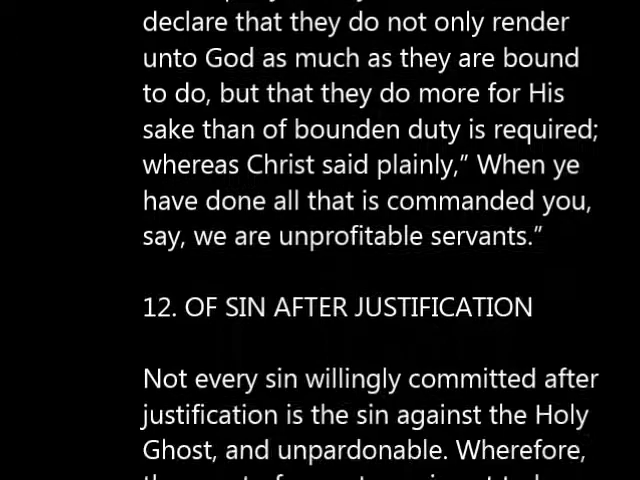 declare that they do not only render
unto God as much as they are bound
to do, but that they do more for His
sake than of bounden duty is required;
whereas Christ said plainly,” When ye
have done all that is commanded you,
say, we are unprofitable servants.”
12. OF SIN AFTER JUSTIFICATION
Not every sin willingly committed after
justification is the sin against the Holy
Ghost, and unpardonable. Wherefore,